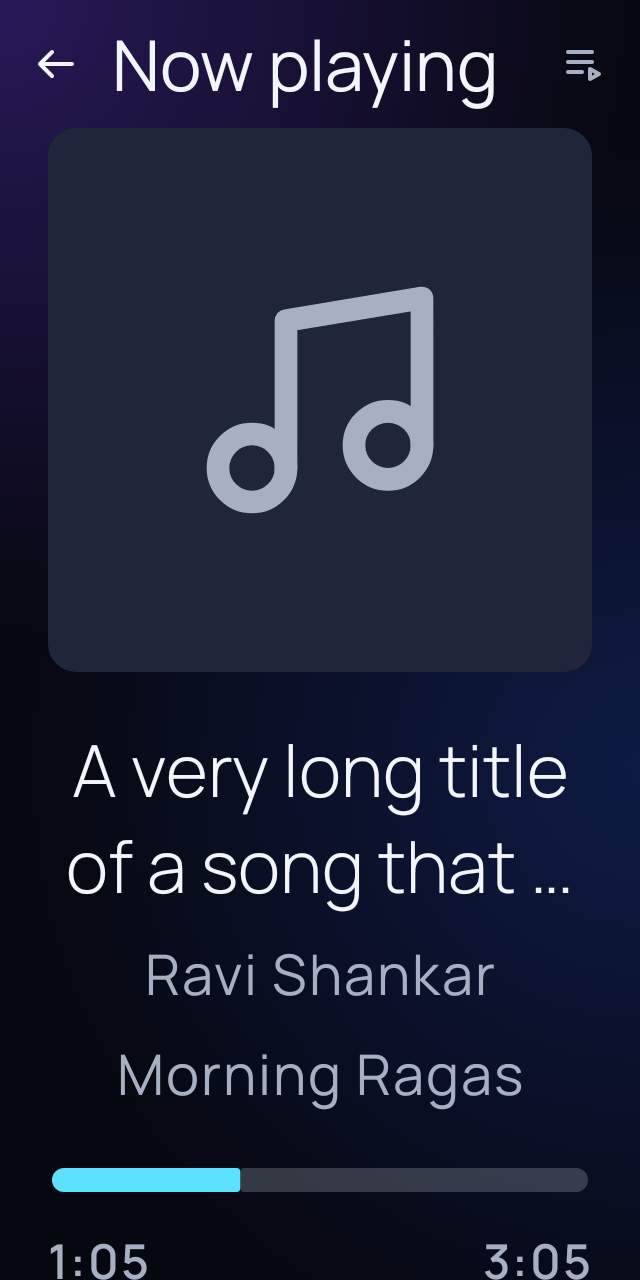 Now playing
A very long title
of a song that ...
Ravi Shankar
Morning Ragas
1:05
3:05